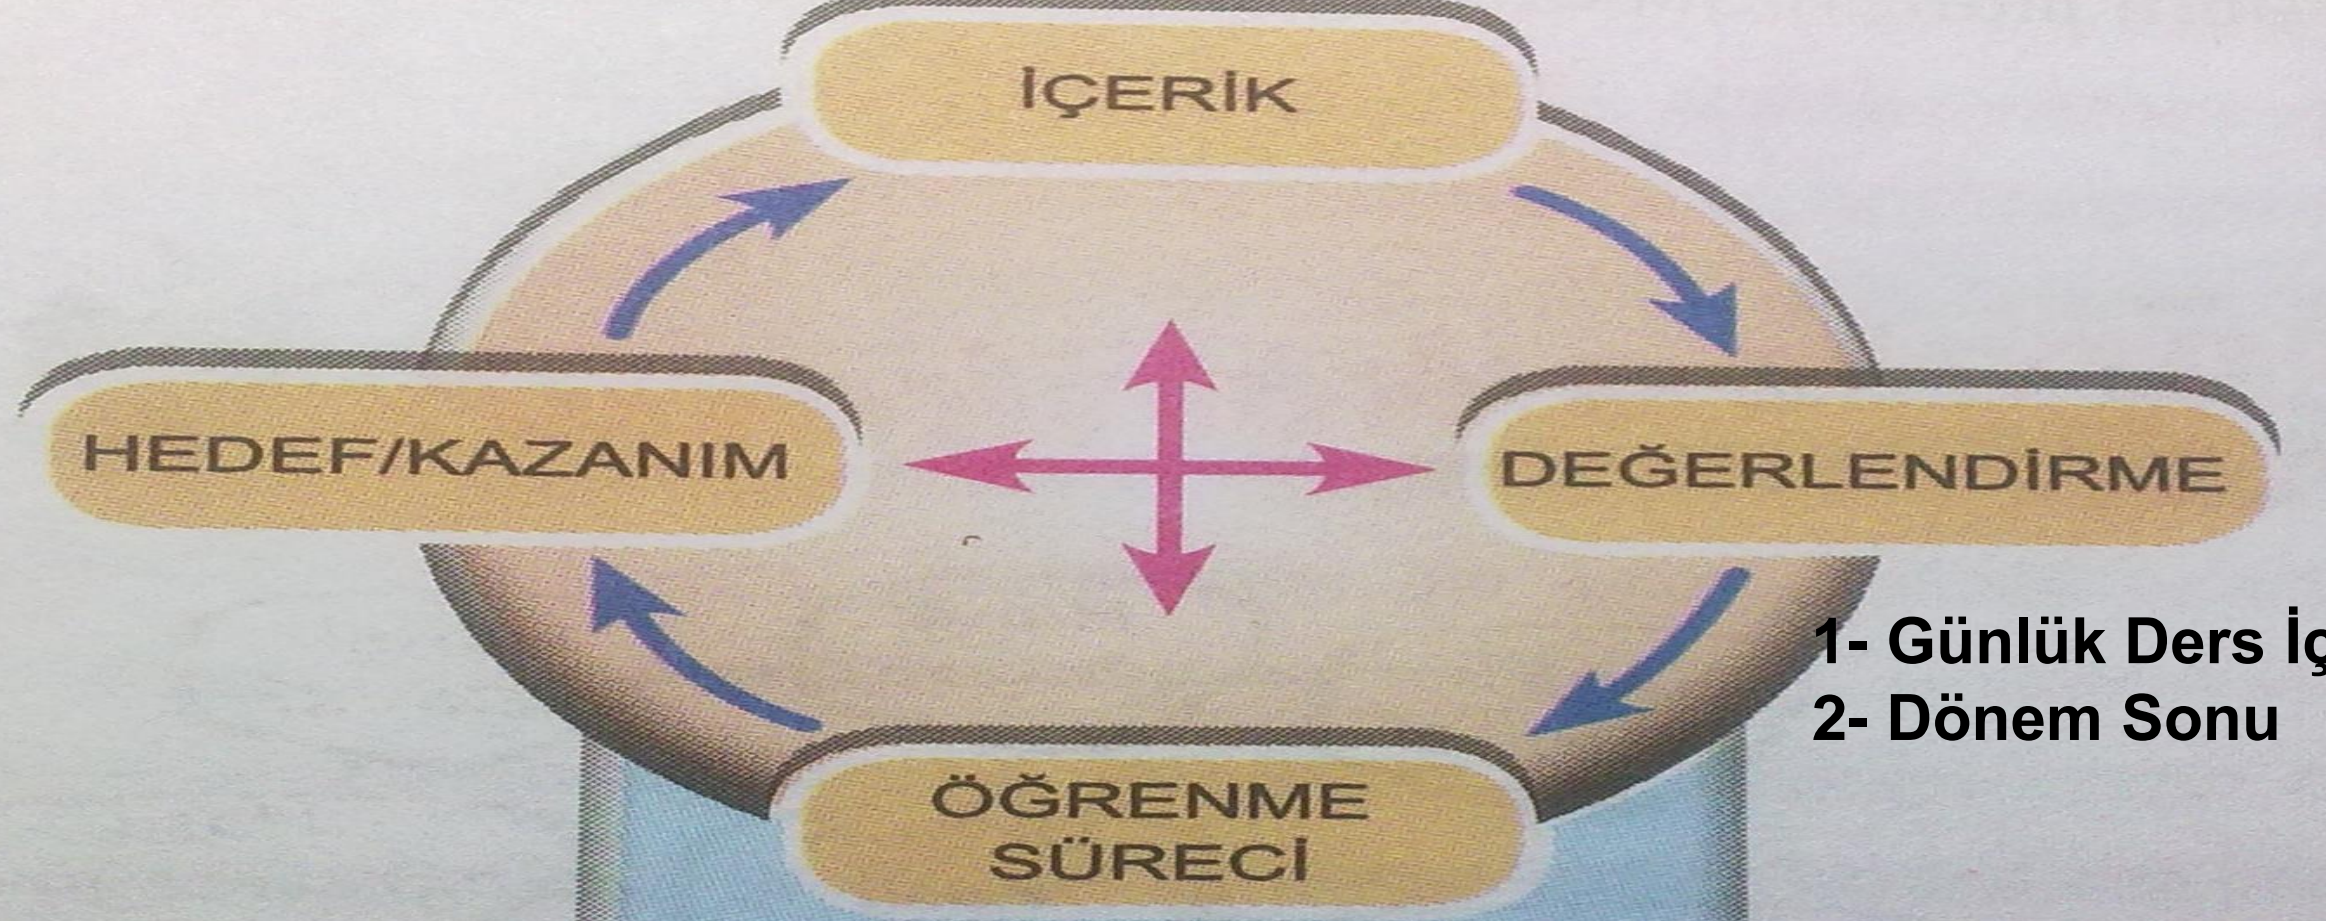 İÇERİK
HEDEF/KAZANIM
DEĞERLENDİRME
1- Günlük Ders
2- Dönem Sonu
ÖĞRENME
SÜRECİ